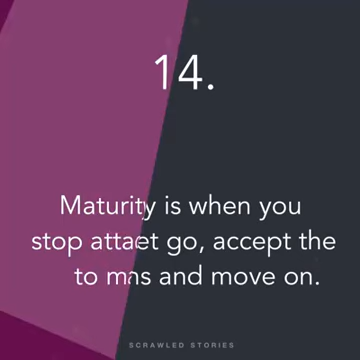 14.
Maturity is when you
stop go, accept the
to and move on.
SCRAWLED STORIES